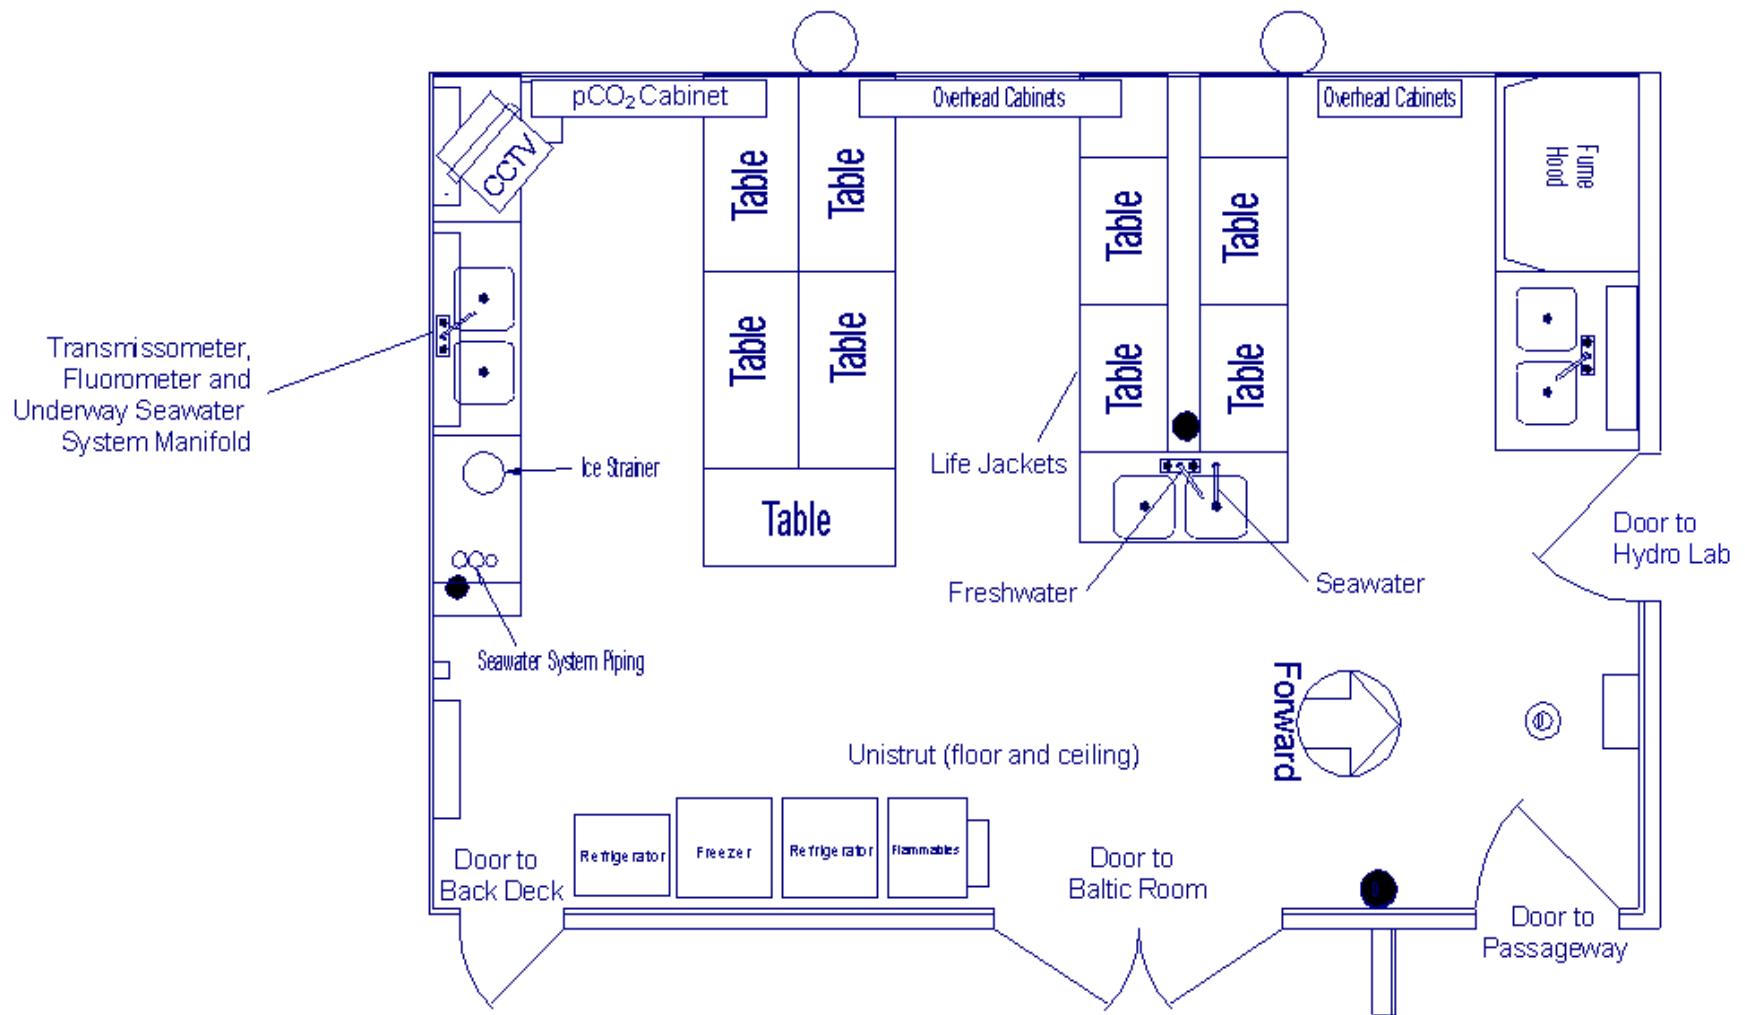 pCO₂ Cabinet
Overhead Cabinets
Overhead Cabinets
CCTV
Table
Table
Table
Table
Fume
Hood
Table
Table
Table
Table
Transmissometer,
Fluorometer and
Underway Seawater
System Manifold
Ice Strainer
Life Jackets
Table
Door to
Hydro Lab
Freshwater
Seawater
Seawater System Piping
Forward
Unistrut (floor and ceiling)
Door to
Back Deck
Refrigerator
Freezer
Refrigerator
Flammables
Door to
Baltic Room
Door to
Passageway